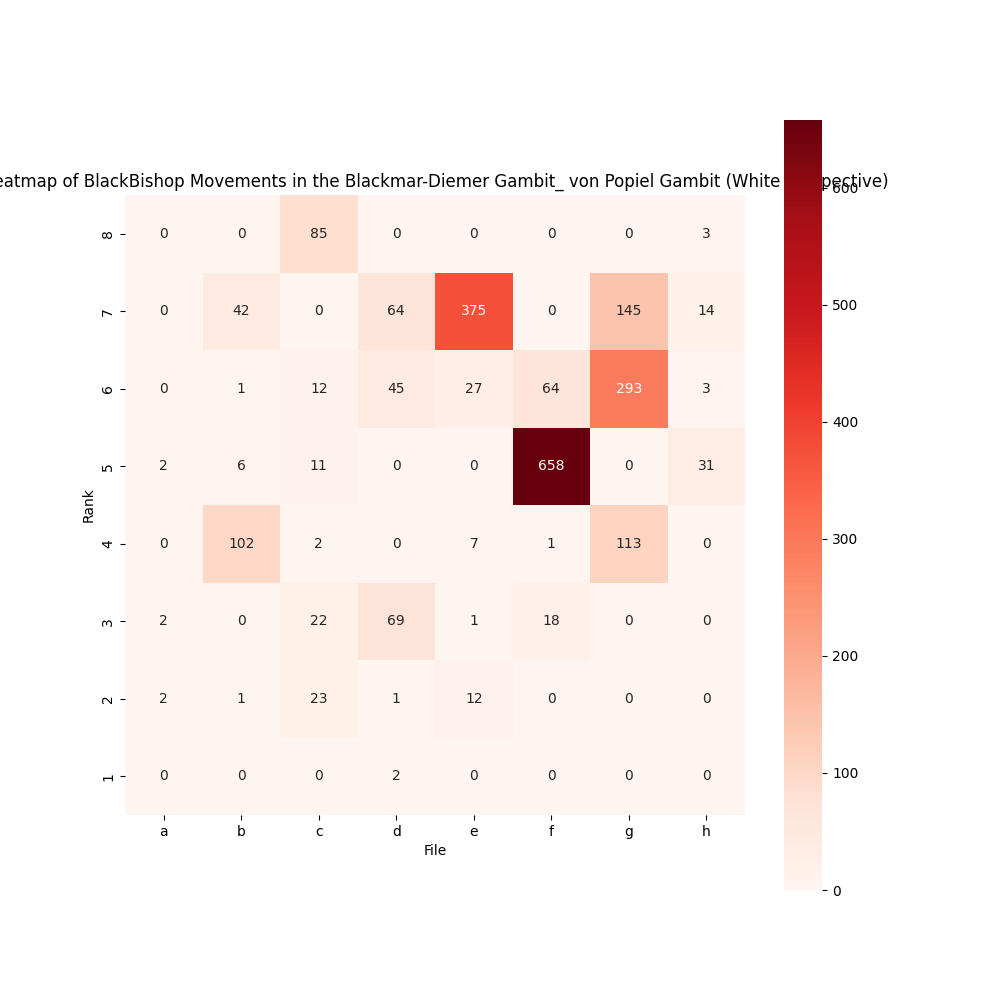 eatmap of BlackBishop Movements in the Blackmar-Diemer Gambit_ von Popiel Gambit (White pective)
600
8 0 0 85 0 0 0 0 3
7 0 42 0 64 375 0 145 14
500
6 0 1 12 45 27 64 293 3
400
5 2 6 11 0 0 658 0 31
Rank
300
4 0 102 2 0 7 1 113 0
3 2 0 22 69 1 18 0 0
200
2 2 1 23 1 12 0 0 0
100
1 0 0 0 2 0 0 0 0
a b c d e f g h
File
0